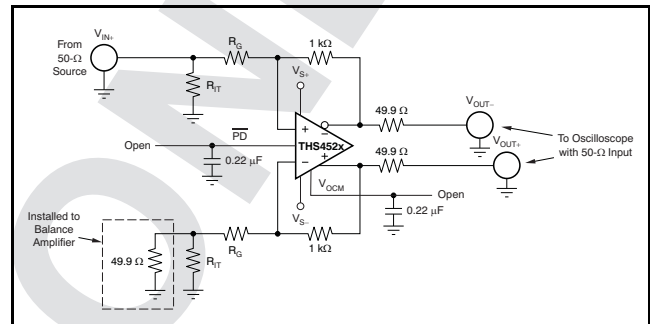 From
50-Ω
Source
V_IN+
R_G
1 kΩ
R_IT
V_S+
49.9 Ω
V_OUT–
PD
Open
0.22 μF
+
–
THS452x
–
+
49.9 Ω
V_OUT+
To Oscilloscope
with 50-Ω Input
V_OCM
Open
0.22 μF
V_S–
Installed to
Balance
Amplifier
49.9 Ω
R_IT
R_G
1 kΩ